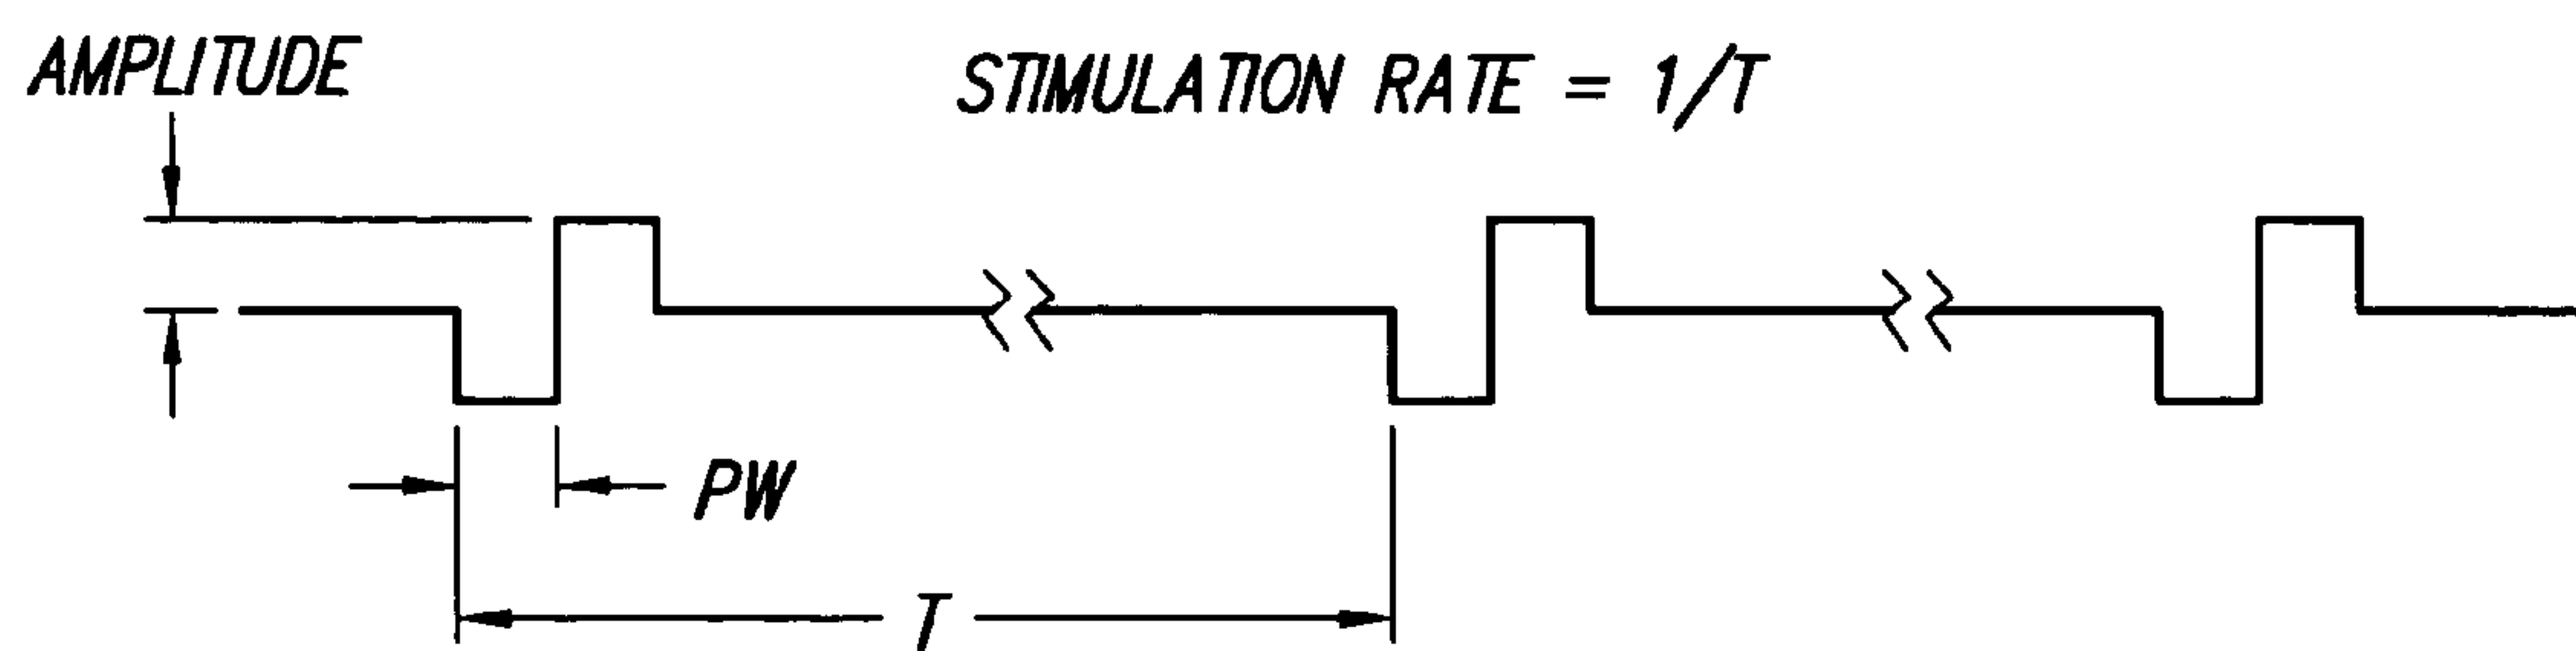 AMPLITUDE
STIMULATION RATE = 1/T
PW
T